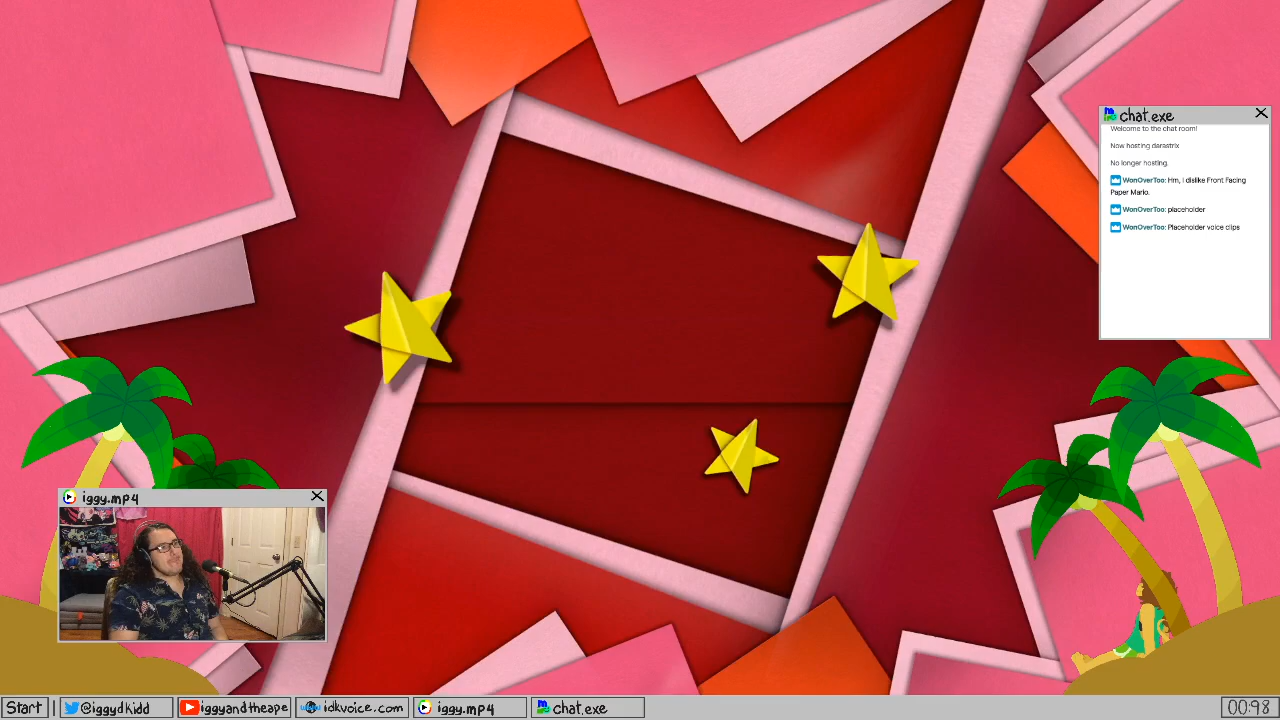 chat.exe
Welcome to the chat room!
Now hosting darastrix
No longer hosting.
WonOverToo: Hm, i dislike Front Facing
Paper Mario.
WonOverToo: placeholder
WonOverToo: Placeholder voice clips
iggy.mp4
Start | @iggydkidd iggyandtheape idkvoice.com iggy.mp4 chat.exe 00:98